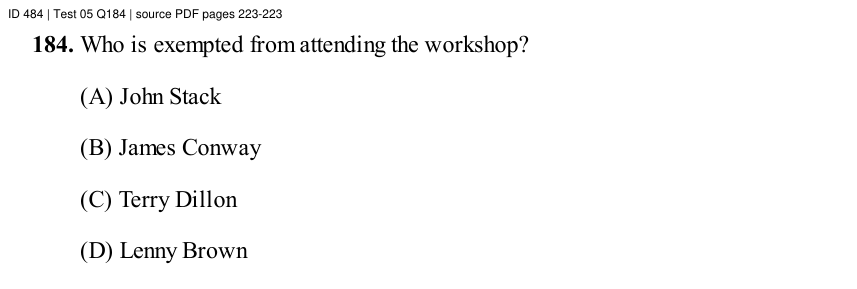 ID 484 | Test 05 Q184 | source PDF pages 223-223
184. Who is exempted from attending the workshop?
(A) John Stack
(B) James Conway
(C) Terry Dillon
(D) Lenny Brown